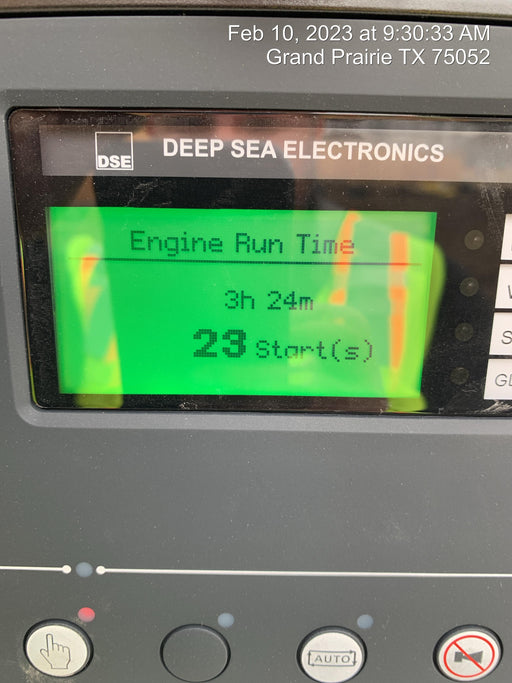 Feb 10, 2023 at 9:30:33 AM
Grand Prairie TX 75052
DSE
DEEP SEA ELECTRONICS
Engine Run Time
3h 24m
23 Start(s)
AUTO